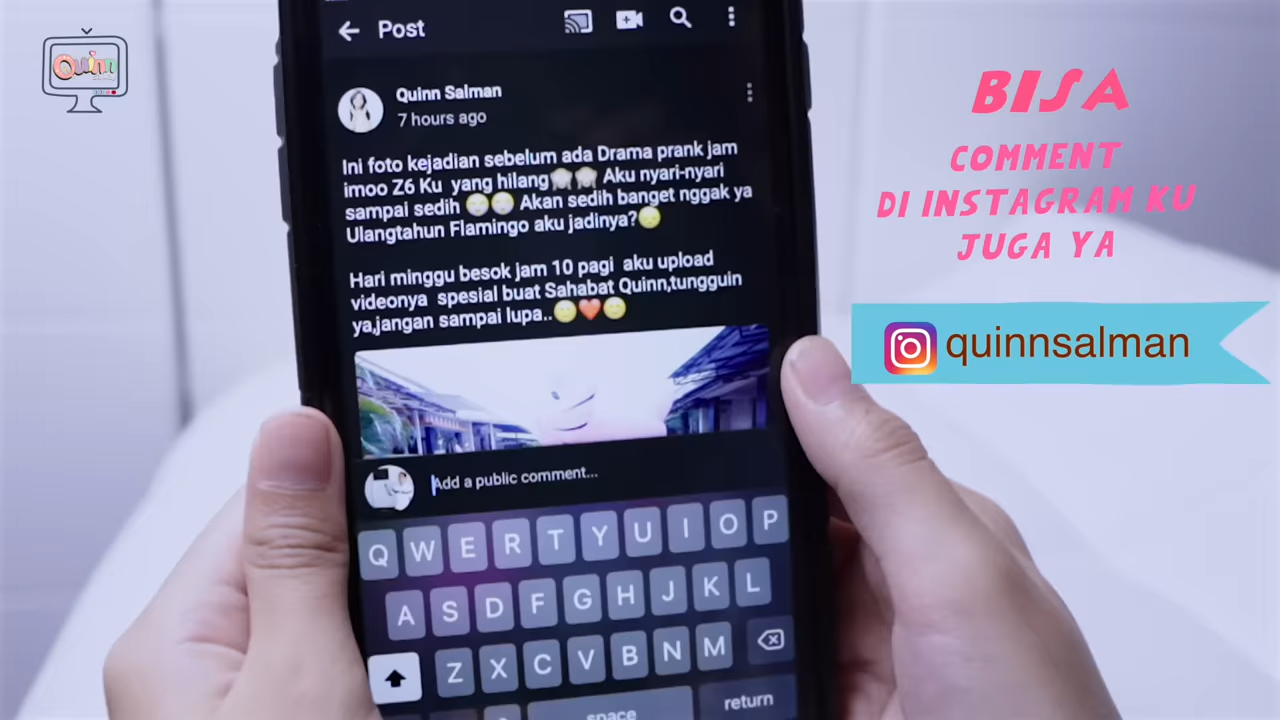 Quinn
Post
Quinn Salman
7 hours ago
Ini foto kejadian sebelum ada Drama prank jam
imoo Z6 Ku yang hilang🙈🙈 Aku nyari-nyari
sampai sedih 😔😔 Akan sedih banget nggak ya
Ulangtahun Flamingo aku jadinya?😞
Hari minggu besok jam 10 pagi aku upload
videonya spesial buat Sahabat Quinn,tungguin
ya,jangan sampai lupa..🙂❤️😊
Add a public comment...
Q W E R T Y U I O P
A S D F G H J K L
Z X C V B N M
space return
BISA
COMMENT
DI INSTAGRAM KU
JUGA YA
quinnsalman